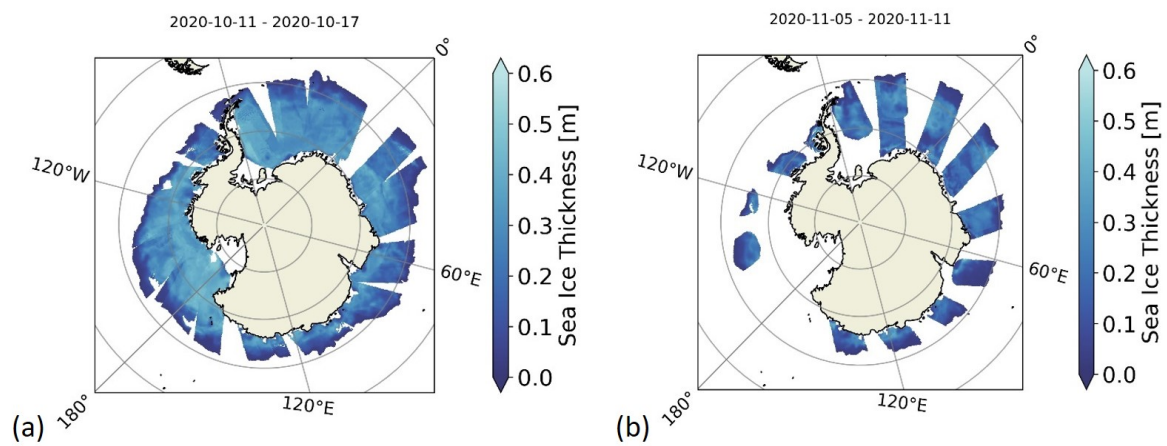 2020-10-11 - 2020-10-17
0°
0.6
0.5
0.4
0.3
0.2
0.1
0.0
Sea Ice Thickness [m]
120°W
60°E
180°
120°E
(a)
2020-11-05 - 2020-11-11
0°
0.6
0.5
0.4
0.3
0.2
0.1
0.0
Sea Ice Thickness [m]
120°W
60°E
180°
120°E
(b)